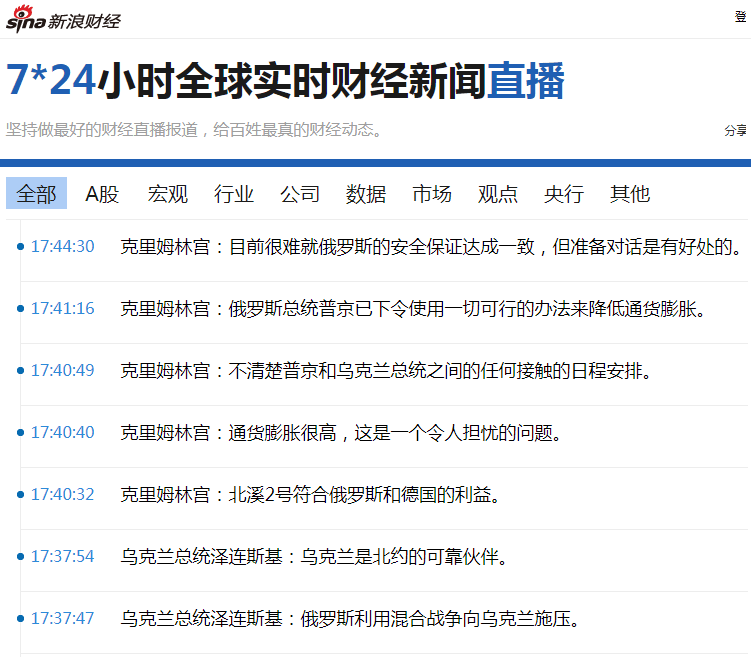 sina新浪财经
登
7*24小时全球实时财经新闻直播
坚持做最好的财经直播报道，给百姓最真的财经动态。
分享
全部 A股 宏观 行业 公司 数据 市场 观点 央行 其他
17:44:30 克里姆林宫：目前很难就俄罗斯的安全保证达成一致，但准备对话是有好处的。
17:41:16 克里姆林宫：俄罗斯总统普京已下令使用一切可行的办法来降低通货膨胀。
17:40:49 克里姆林宫：不清楚普京和乌克兰总统之间的任何接触的日程安排。
17:40:40 克里姆林宫：通货膨胀很高，这是一个令人担忧的问题。
17:40:32 克里姆林宫：北溪2号符合俄罗斯和德国的利益。
17:37:54 乌克兰总统泽连斯基：乌克兰是北约的可靠伙伴。
17:37:47 乌克兰总统泽连斯基：俄罗斯利用混合战争向乌克兰施压。